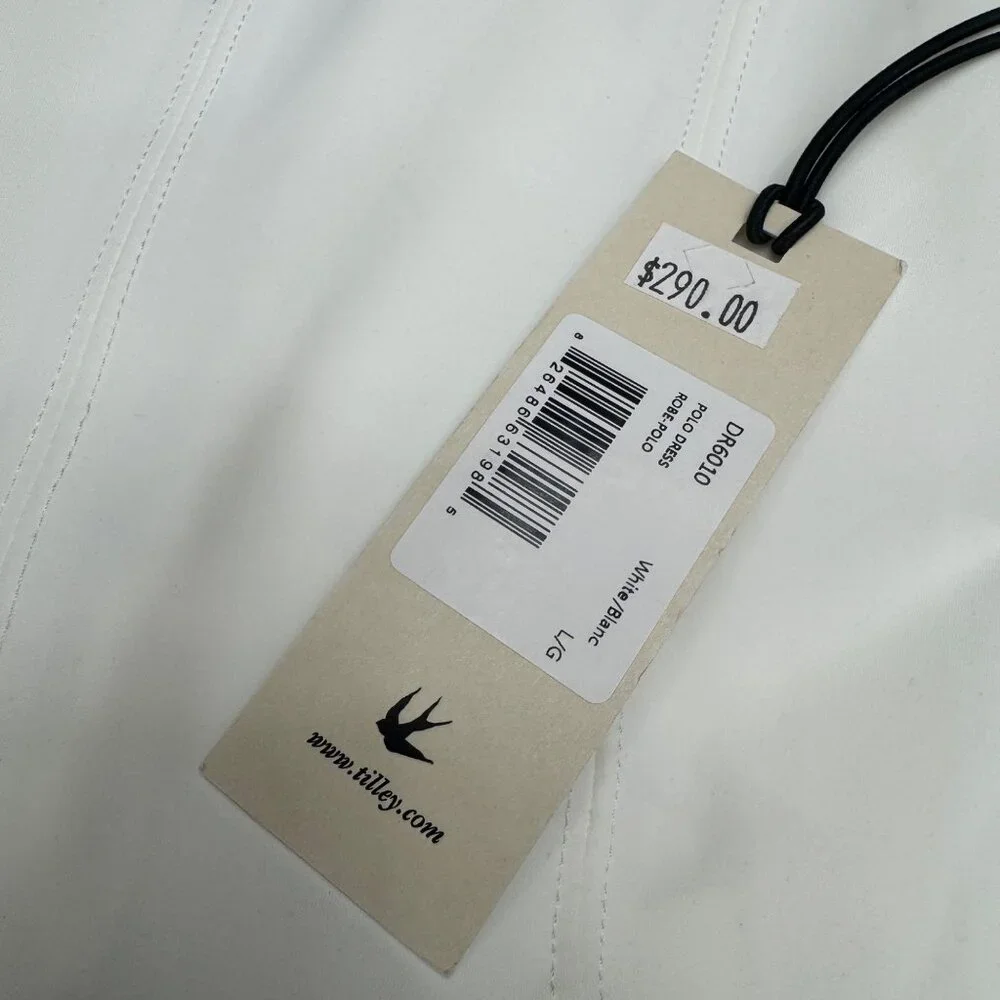 $290.00
DR6010
POLO DRESS
ROBE-POLO
8 26486 63198 5
White/Blanc
L/G
www.tilley.com